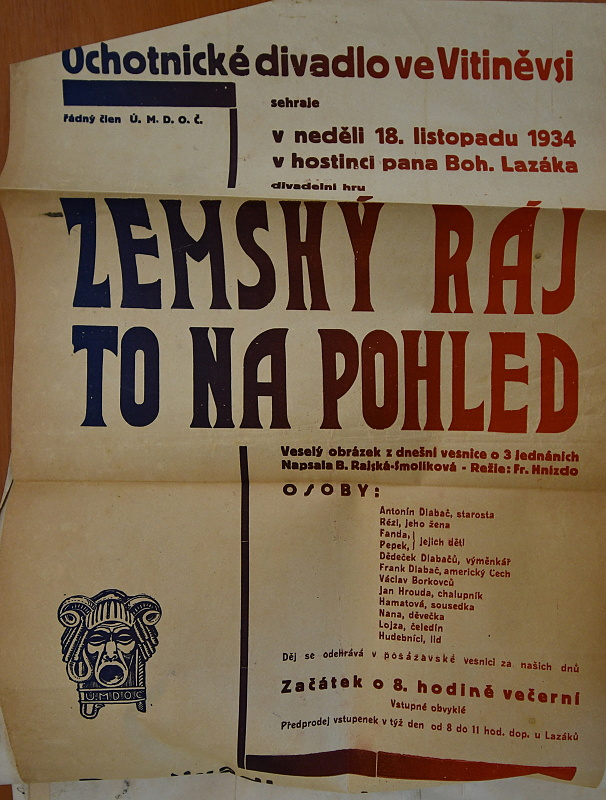 Ochotnické divadlo ve Vitiněvsi
řádný člen Ú. M. D. O. Č.
sehraje
v neděli 18. listopadu 1934
v hostinci pana Boh. Lazáka
divadelní hru
ZEMSKÝ RÁJ
TO NA POHLED
Veselý obrázek z dnešní vesnice o 3 jednáních
Napsala B. Rajská-Smolíková - Režie: Fr. Hnízdo
OSOBY:
Antonín Dlabač, starosta
Rézi, jeho žena
Fanda,
Pepek, jejich děti
Dědeček Dlabačů, výměnkář
Frank Dlabač, americký Čech
Václav Borkovců
Jan Hrouda, chalupník
Hamatová, sousedka
Nana, děvečka
Lojza, čeledín
Hudebníci, lid
Děj se odehrává v posázavské vesnici za našich dnů
Začátek o 8. hodině večerní
Vstupné obvyklé
Předprodej vstupenek v týž den od 8 do 11 hod. dop. u Lazáků
Ú.M.D.O.Č